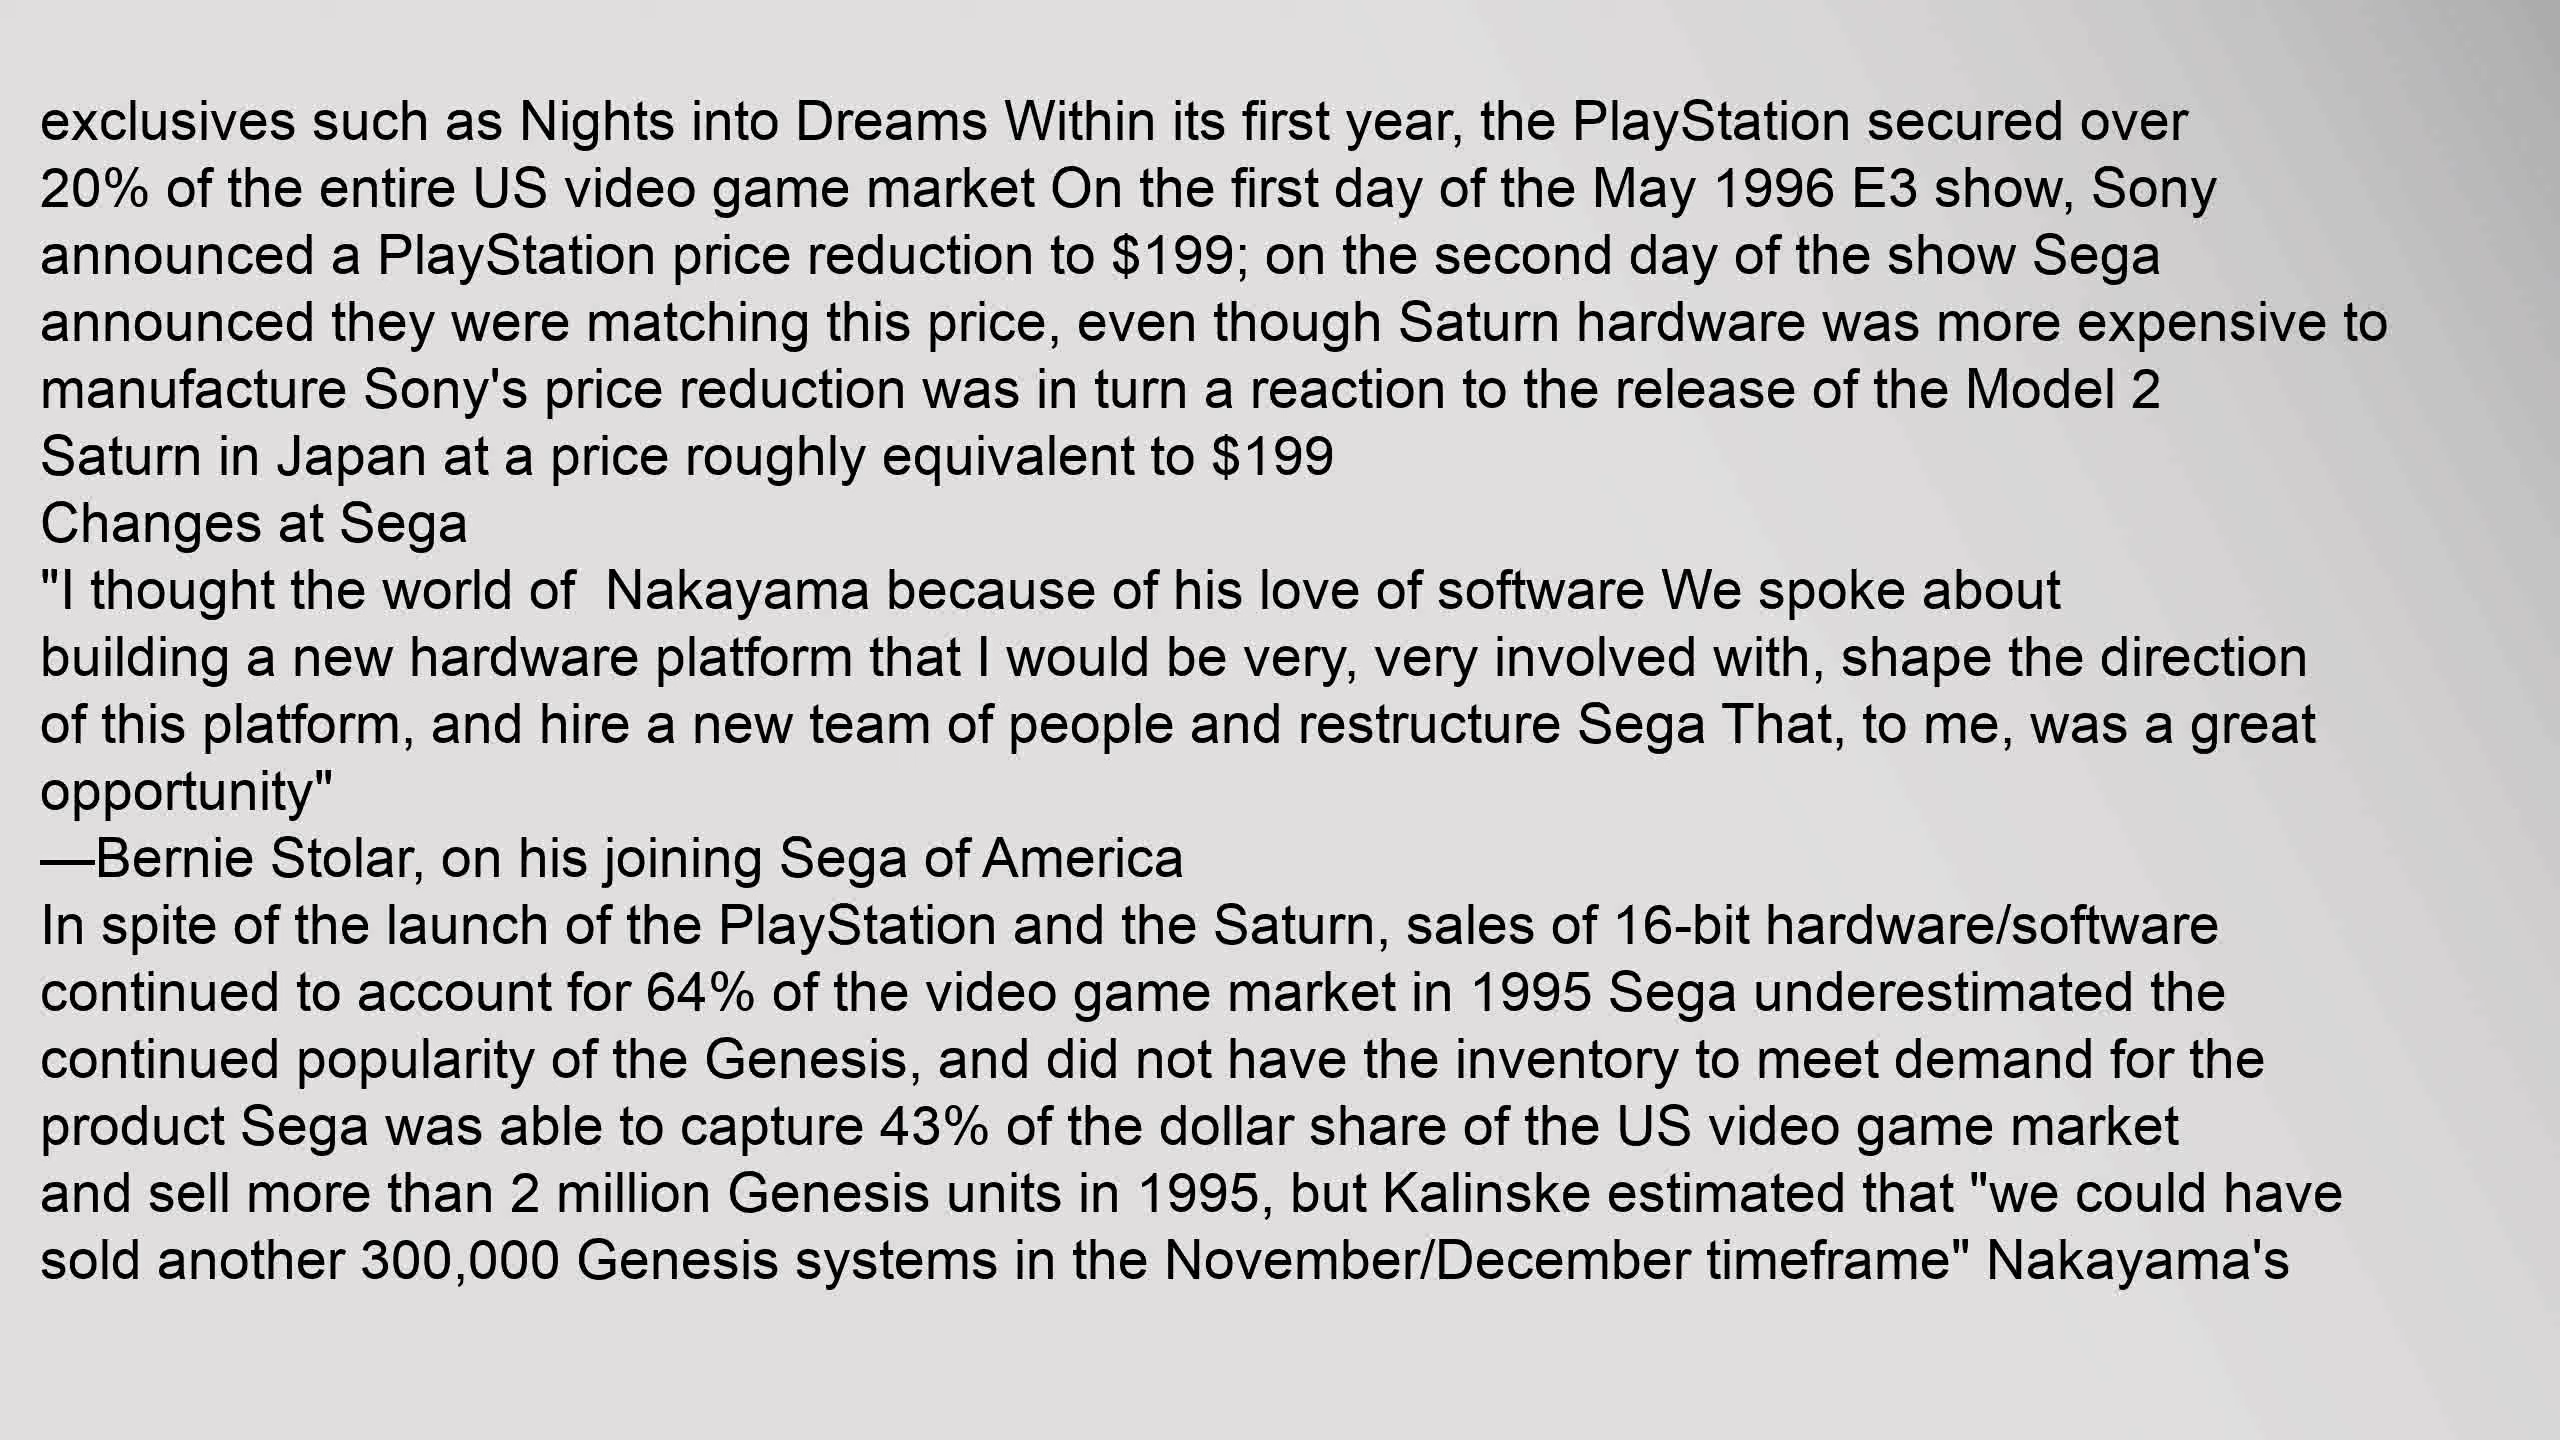 exclusives such as Nights into Dreams Within its first year, the PlayStation secured over
20% of the entire US video game market On the first day of the May 1996 E3 show, Sony
announced a PlayStation price reduction to $199; on the second day of the show Sega
announced they were matching this price, even though Saturn hardware was more expensive to
manufacture Sony's price reduction was in turn a reaction to the release of the Model 2
Saturn in Japan at a price roughly equivalent to $199
Changes at Sega
"I thought the world of  Nakayama because of his love of software We spoke about
building a new hardware platform that I would be very, very involved with, shape the direction
of this platform, and hire a new team of people and restructure Sega That, to me, was a great
opportunity"
—Bernie Stolar, on his joining Sega of America
In spite of the launch of the PlayStation and the Saturn, sales of 16-bit hardware/software
continued to account for 64% of the video game market in 1995 Sega underestimated the
continued popularity of the Genesis, and did not have the inventory to meet demand for the
product Sega was able to capture 43% of the dollar share of the US video game market
and sell more than 2 million Genesis units in 1995, but Kalinske estimated that "we could have
sold another 300,000 Genesis systems in the November/December timeframe" Nakayama's